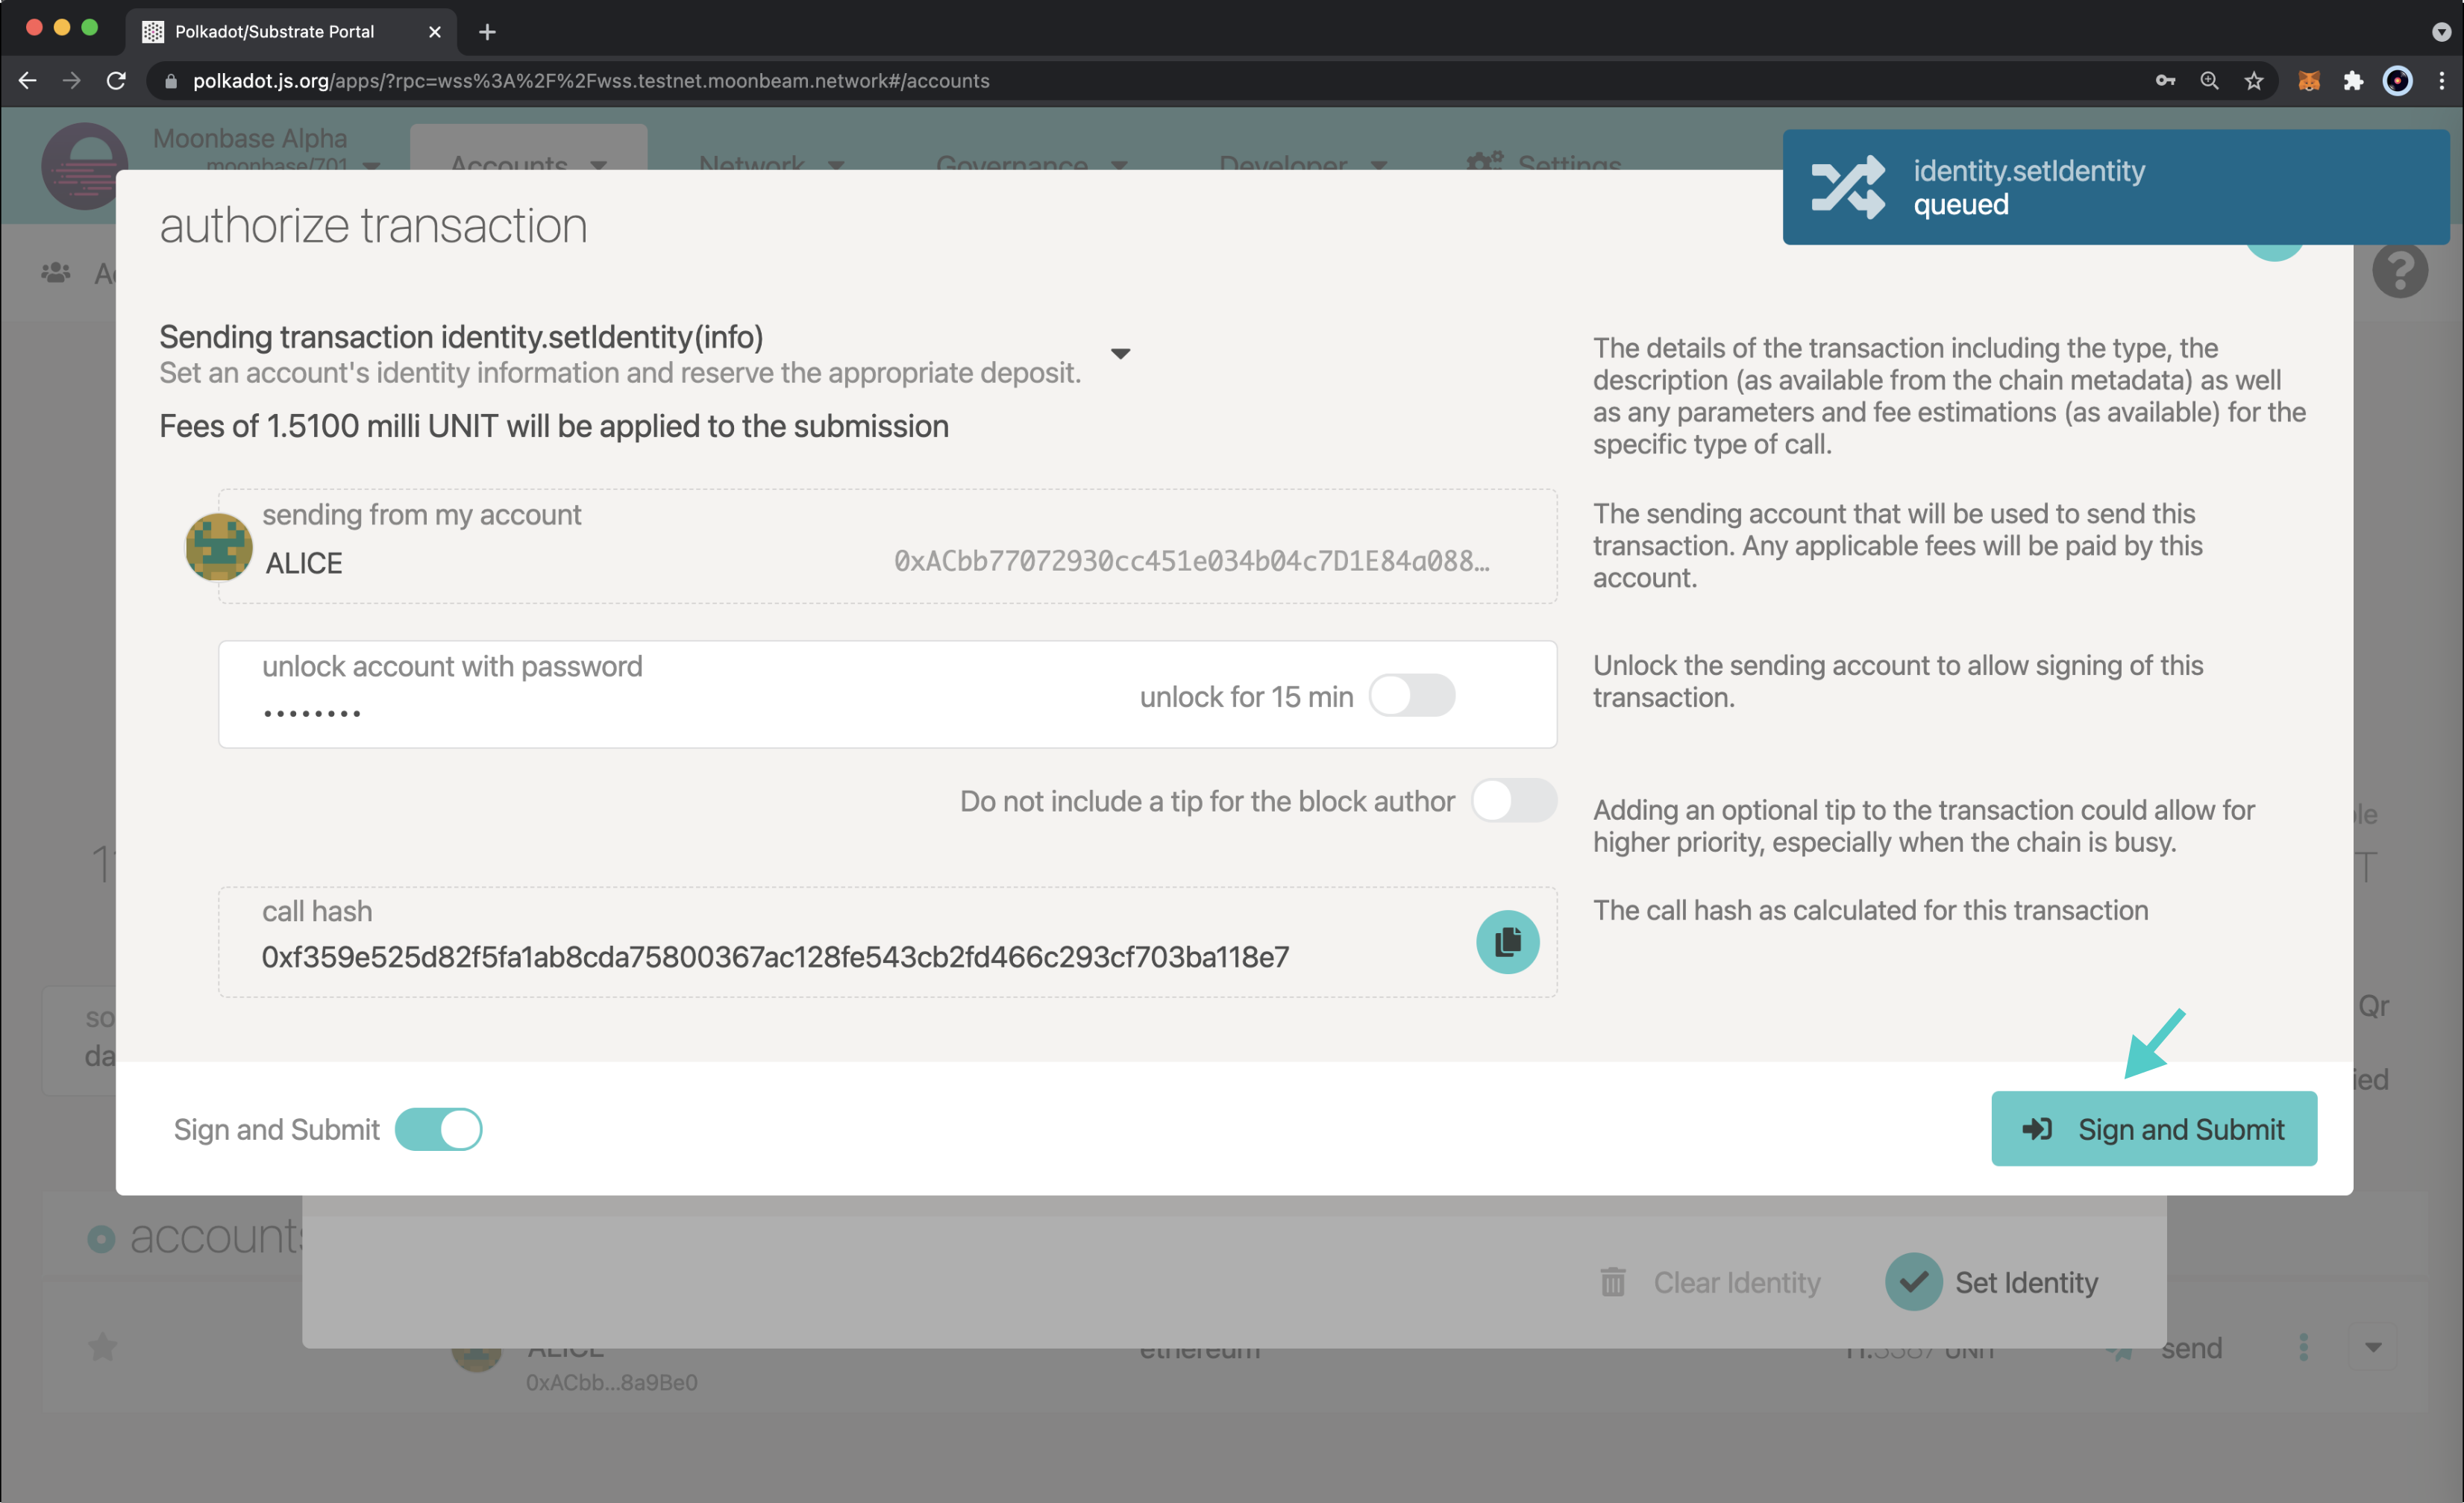 Polkadot/Substrate Portal
polkadot.js.org/apps/?rpc=wss%3A%2F%2Fwss.testnet.moonbeam.network#/accounts
Moonbase Alpha
moonbase/701
Accounts
Network
Governance
Developer
Settings
identity.setIdentity
queued
authorize transaction
Sending transaction identity.setIdentity(info)
Set an account's identity information and reserve the appropriate deposit.
Fees of 1.5100 milli UNIT will be applied to the submission
The details of the transaction including the type, the
description (as available from the chain metadata) as well
as any parameters and fee estimations (as available) for the
specific type of call.
sending from my account
ALICE
0xACbb77072930cc451e034b04c7D1E84a088…
The sending account that will be used to send this
transaction. Any applicable fees will be paid by this
account.
unlock account with password
••••••••
unlock for 15 min
Unlock the sending account to allow signing of this
transaction.
Do not include a tip for the block author
Adding an optional tip to the transaction could allow for
higher priority, especially when the chain is busy.
call hash
0xf359e525d82f5fa1ab8cda75800367ac128fe543cb2fd466c293cf703ba118e7
The call hash as calculated for this transaction
Qr
Sign and Submit
Sign and Submit
accounts
Clear Identity
Set Identity
ALICE
ethereum
send
0xACbb...8a9Be0